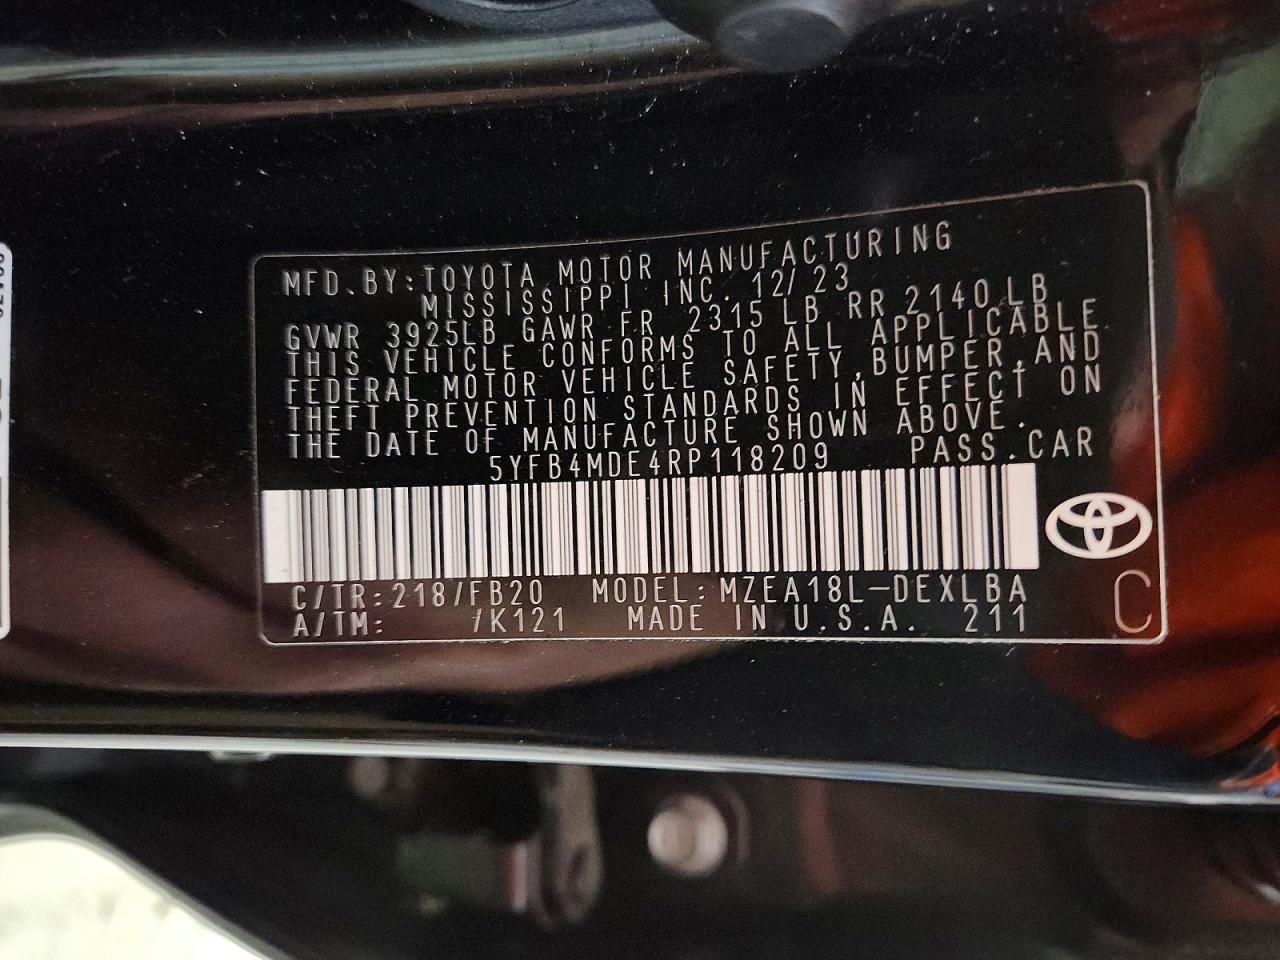 MFD.BY:TOYOTA MOTOR MANUFACTURING
MISSISSIPPI INC. 12/23
GVWR 3925LB GAWR FR 2315 LB RR 2140LB
THIS VEHICLE CONFORMS TO ALL APPLICABLE
FEDERAL MOTOR VEHICLE SAFETY,BUMPER,AND
THEFT PREVENTION STANDARDS IN EFFECT ON
THE DATE OF MANUFACTURE SHOWN ABOVE.
5YFB4MDE4RP118209 PASS.CAR
C/TR:218/FB20 MODEL:MZEA18L-DEXLBA
A/TM: /K121 MADE IN U.S.A. 211
C